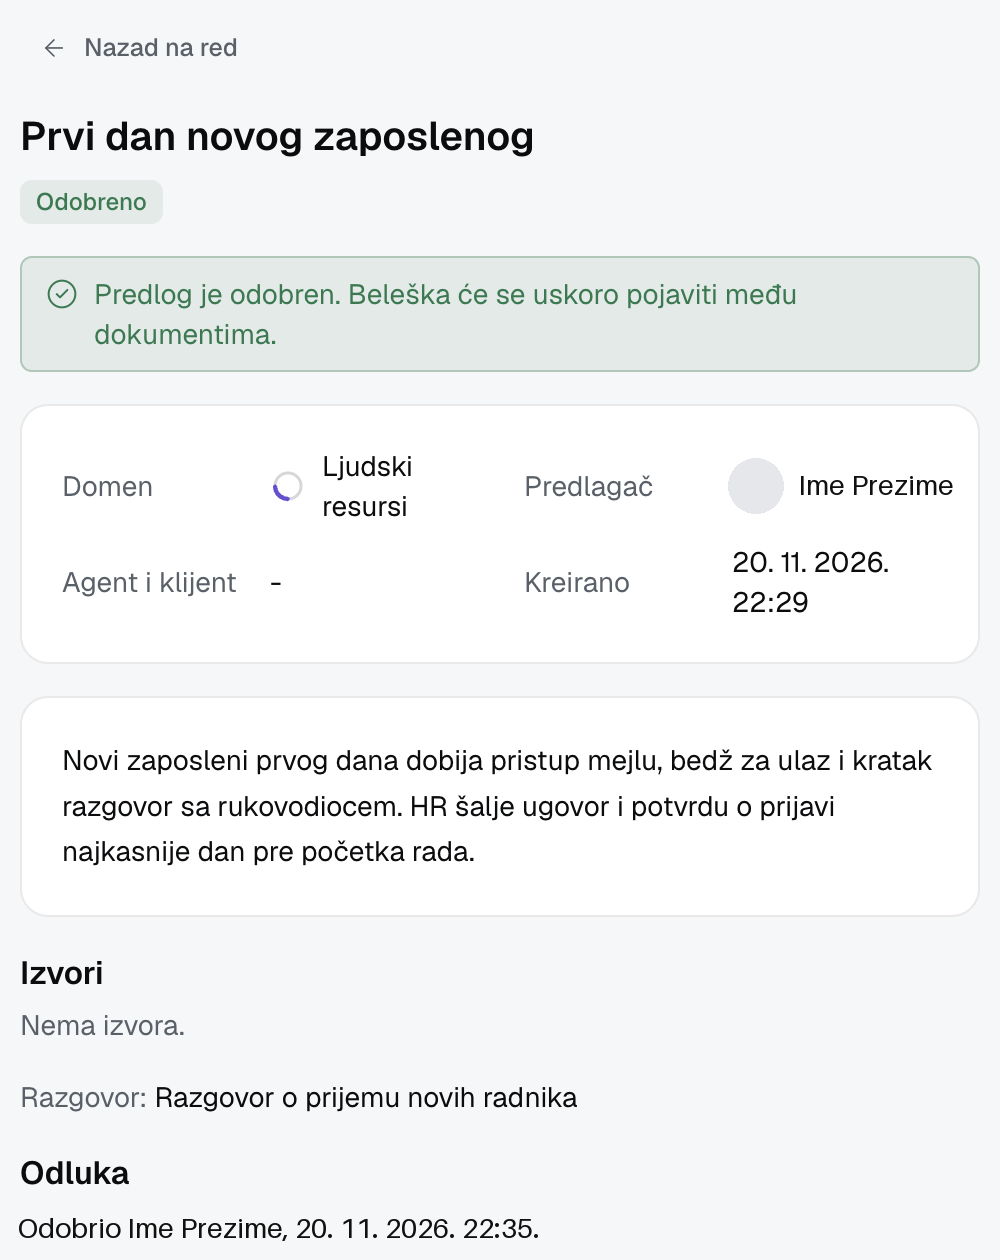 Nazad na red
Prvi dan novog zaposlenog
Odobreno
Predlog je odobren. Beleška će se uskoro pojaviti među
dokumentima.
Domen
Ljudski
resursi
Predlagač
Ime Prezime
Agent i klijent
-
Kreirano
20. 11. 2026.
22:29
Novi zaposleni prvog dana dobija pristup mejlu, bedž za ulaz i kratak
razgovor sa rukovodiocem. HR šalje ugovor i potvrdu o prijavi
najkasnije dan pre početka rada.
Izvori
Nema izvora.
Razgovor: Razgovor o prijemu novih radnika
Odluka
Odobrio Ime Prezime, 20. 11. 2026. 22:35.